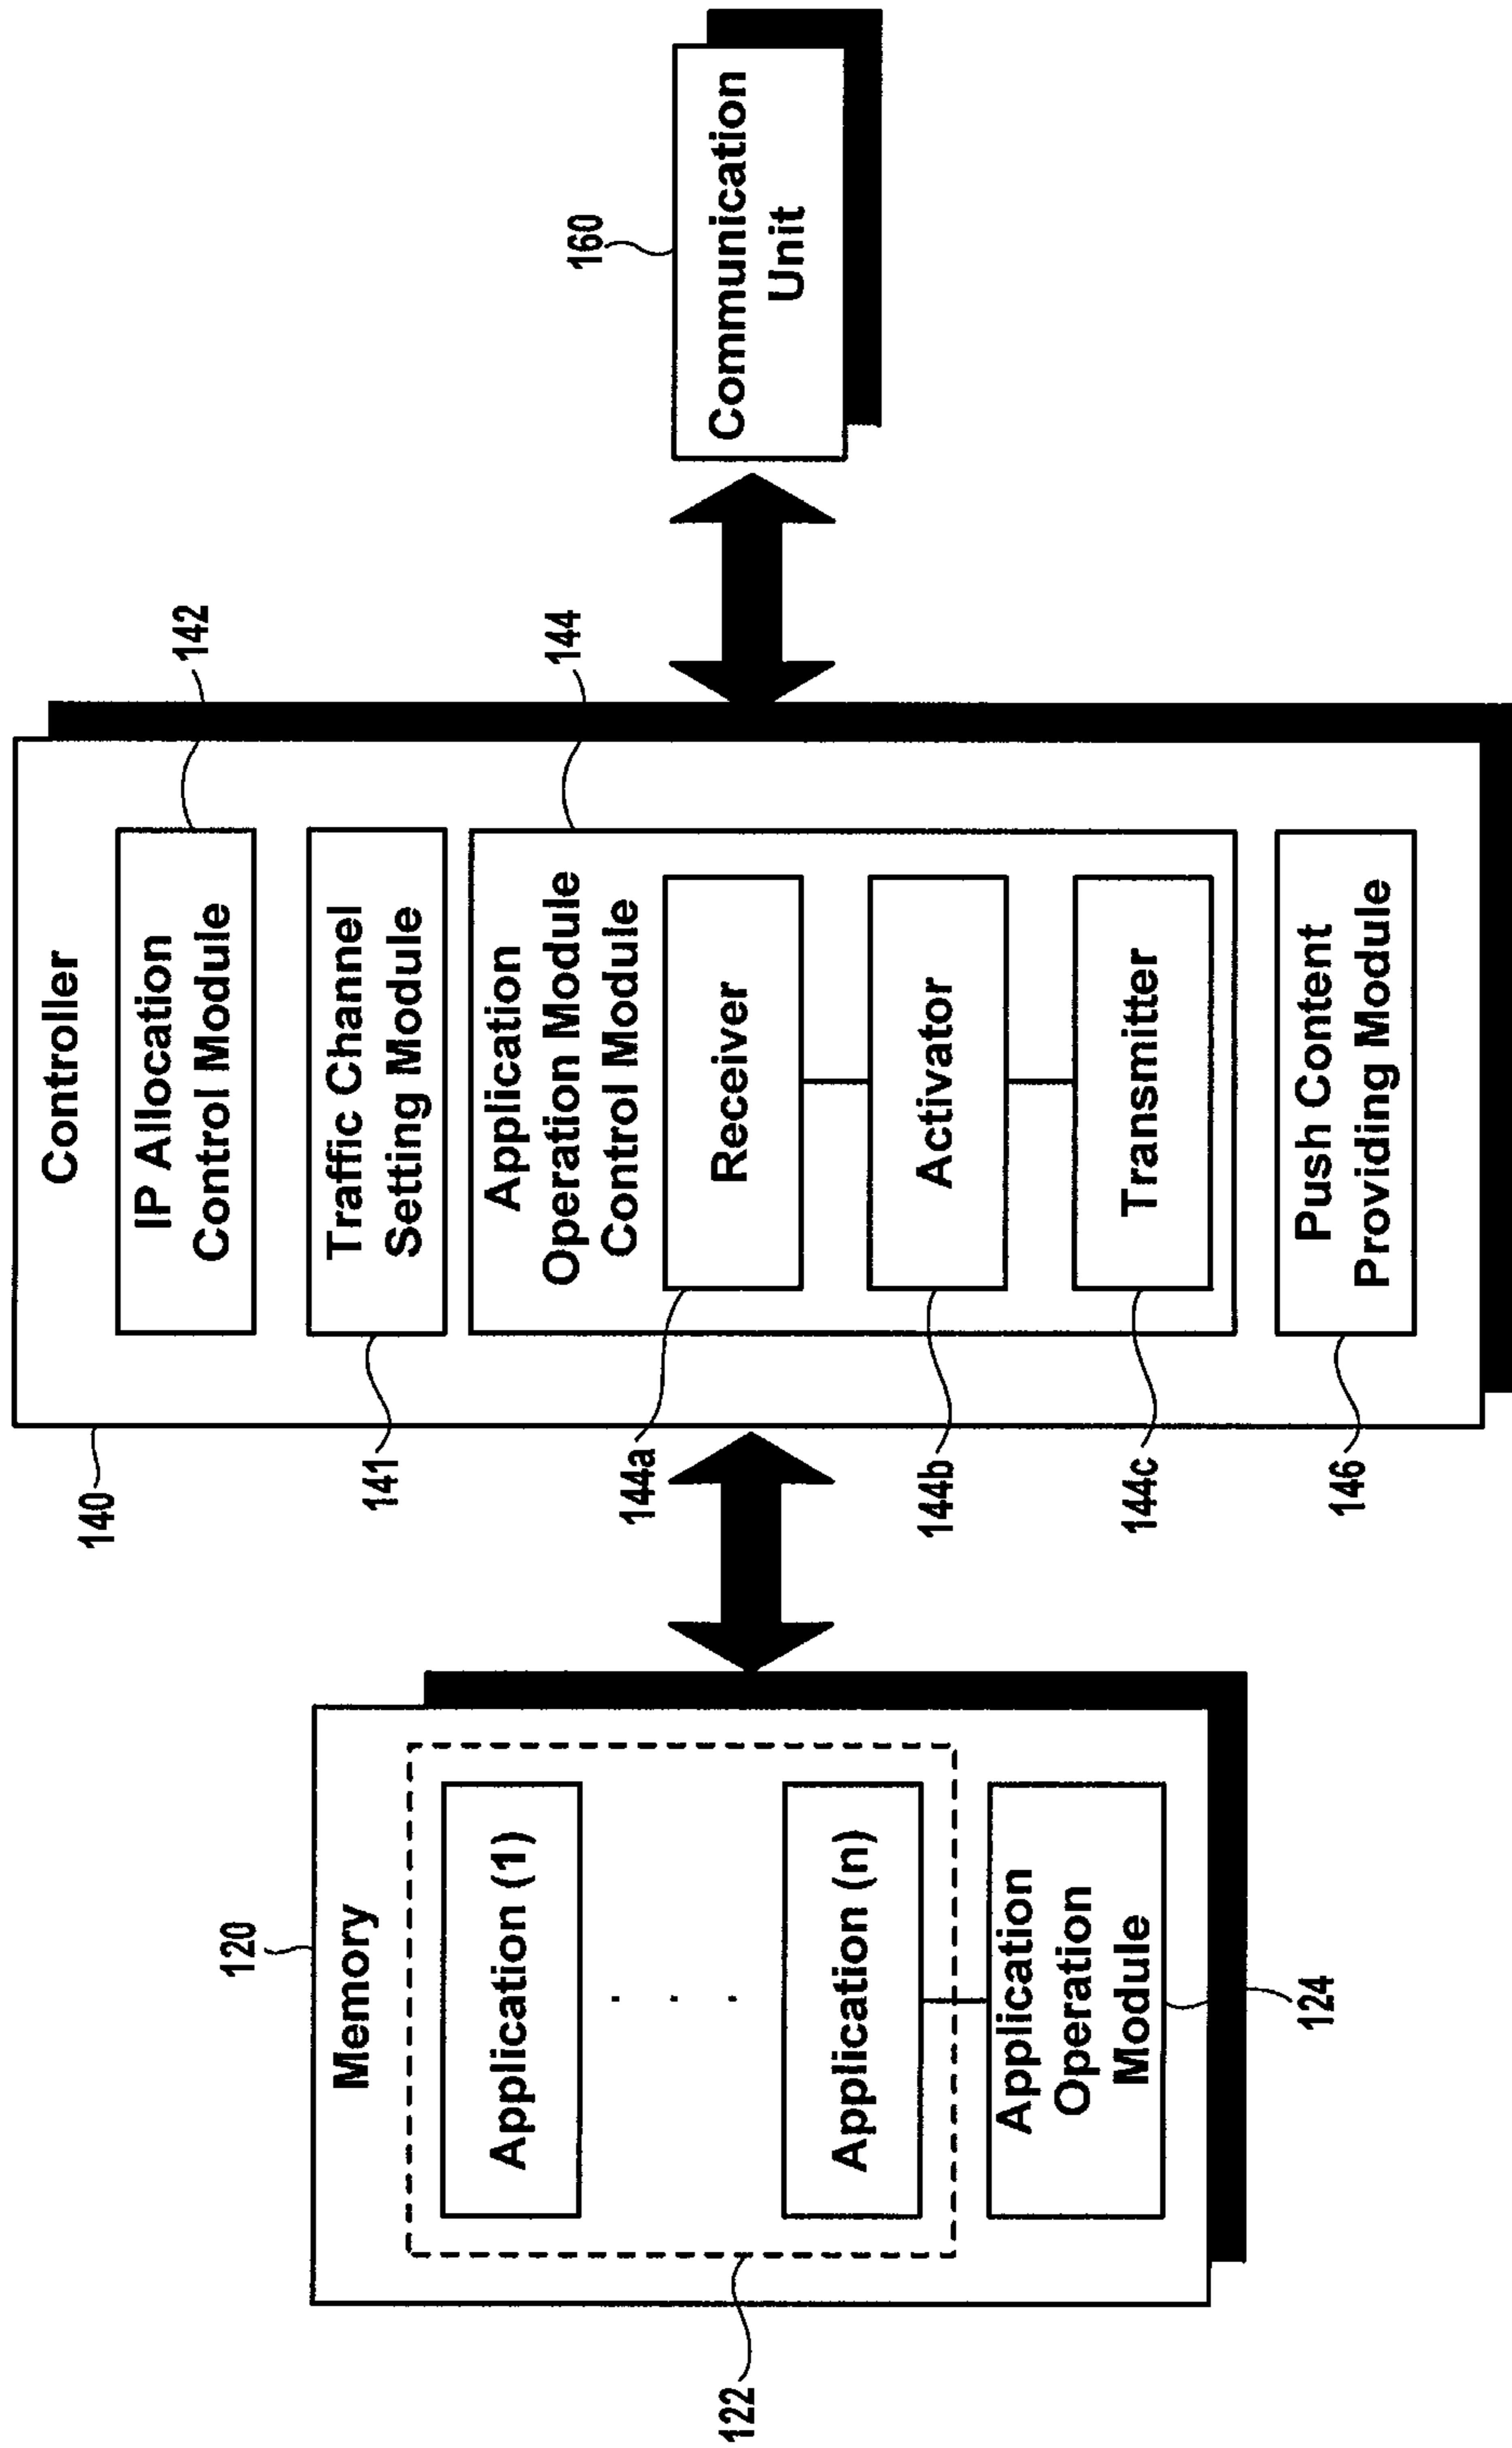 120
Memory
Application (1)
. . .
Application (n)
Application
Operation
Module
122
124
140
Controller
IP Allocation
Control Module
142
Traffic Channel
Setting Module
141
Application
Operation Module
Control Module
144
Receiver
144a
Activator
144b
Transmitter
144c
Push Content
Providing Module
146
160
Communication
Unit